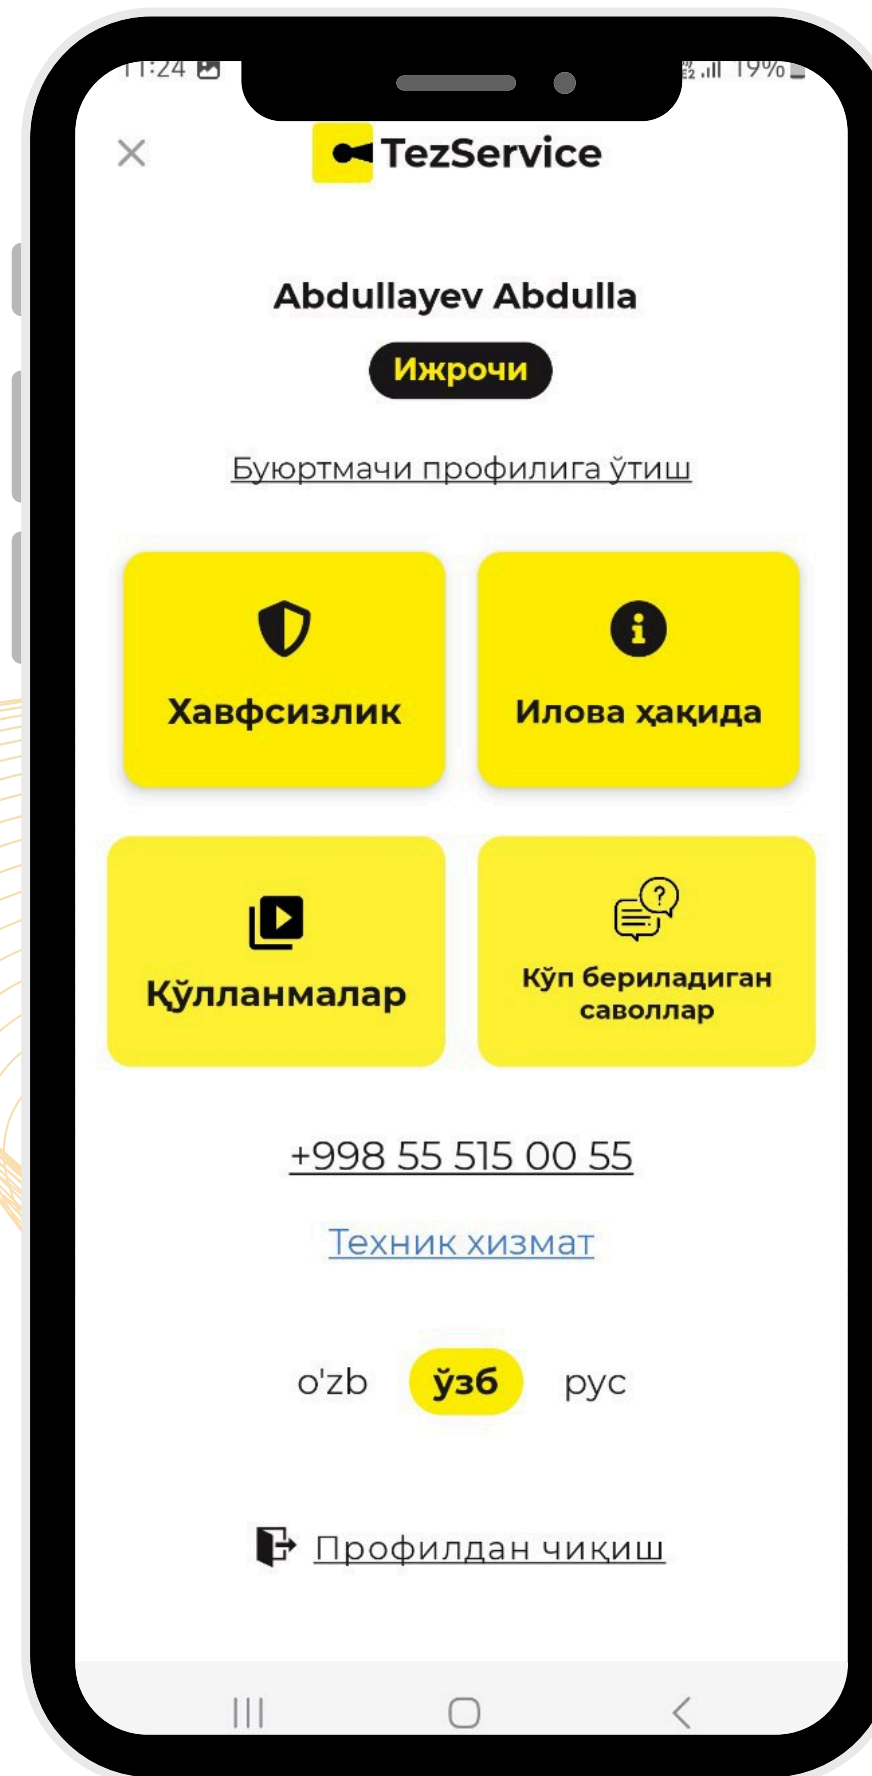 11:24 19%
TezService
Abdullayev Abdulla
Ижрочи
Буюртмачи профилига ўтиш
Хавфсизлик
Илова ҳақида
Қўлланмалар
Кўп бериладиган
саволлар
+998 55 515 00 55
Техник хизмат
o'zb ўзб рус
Профилдан чиқиш